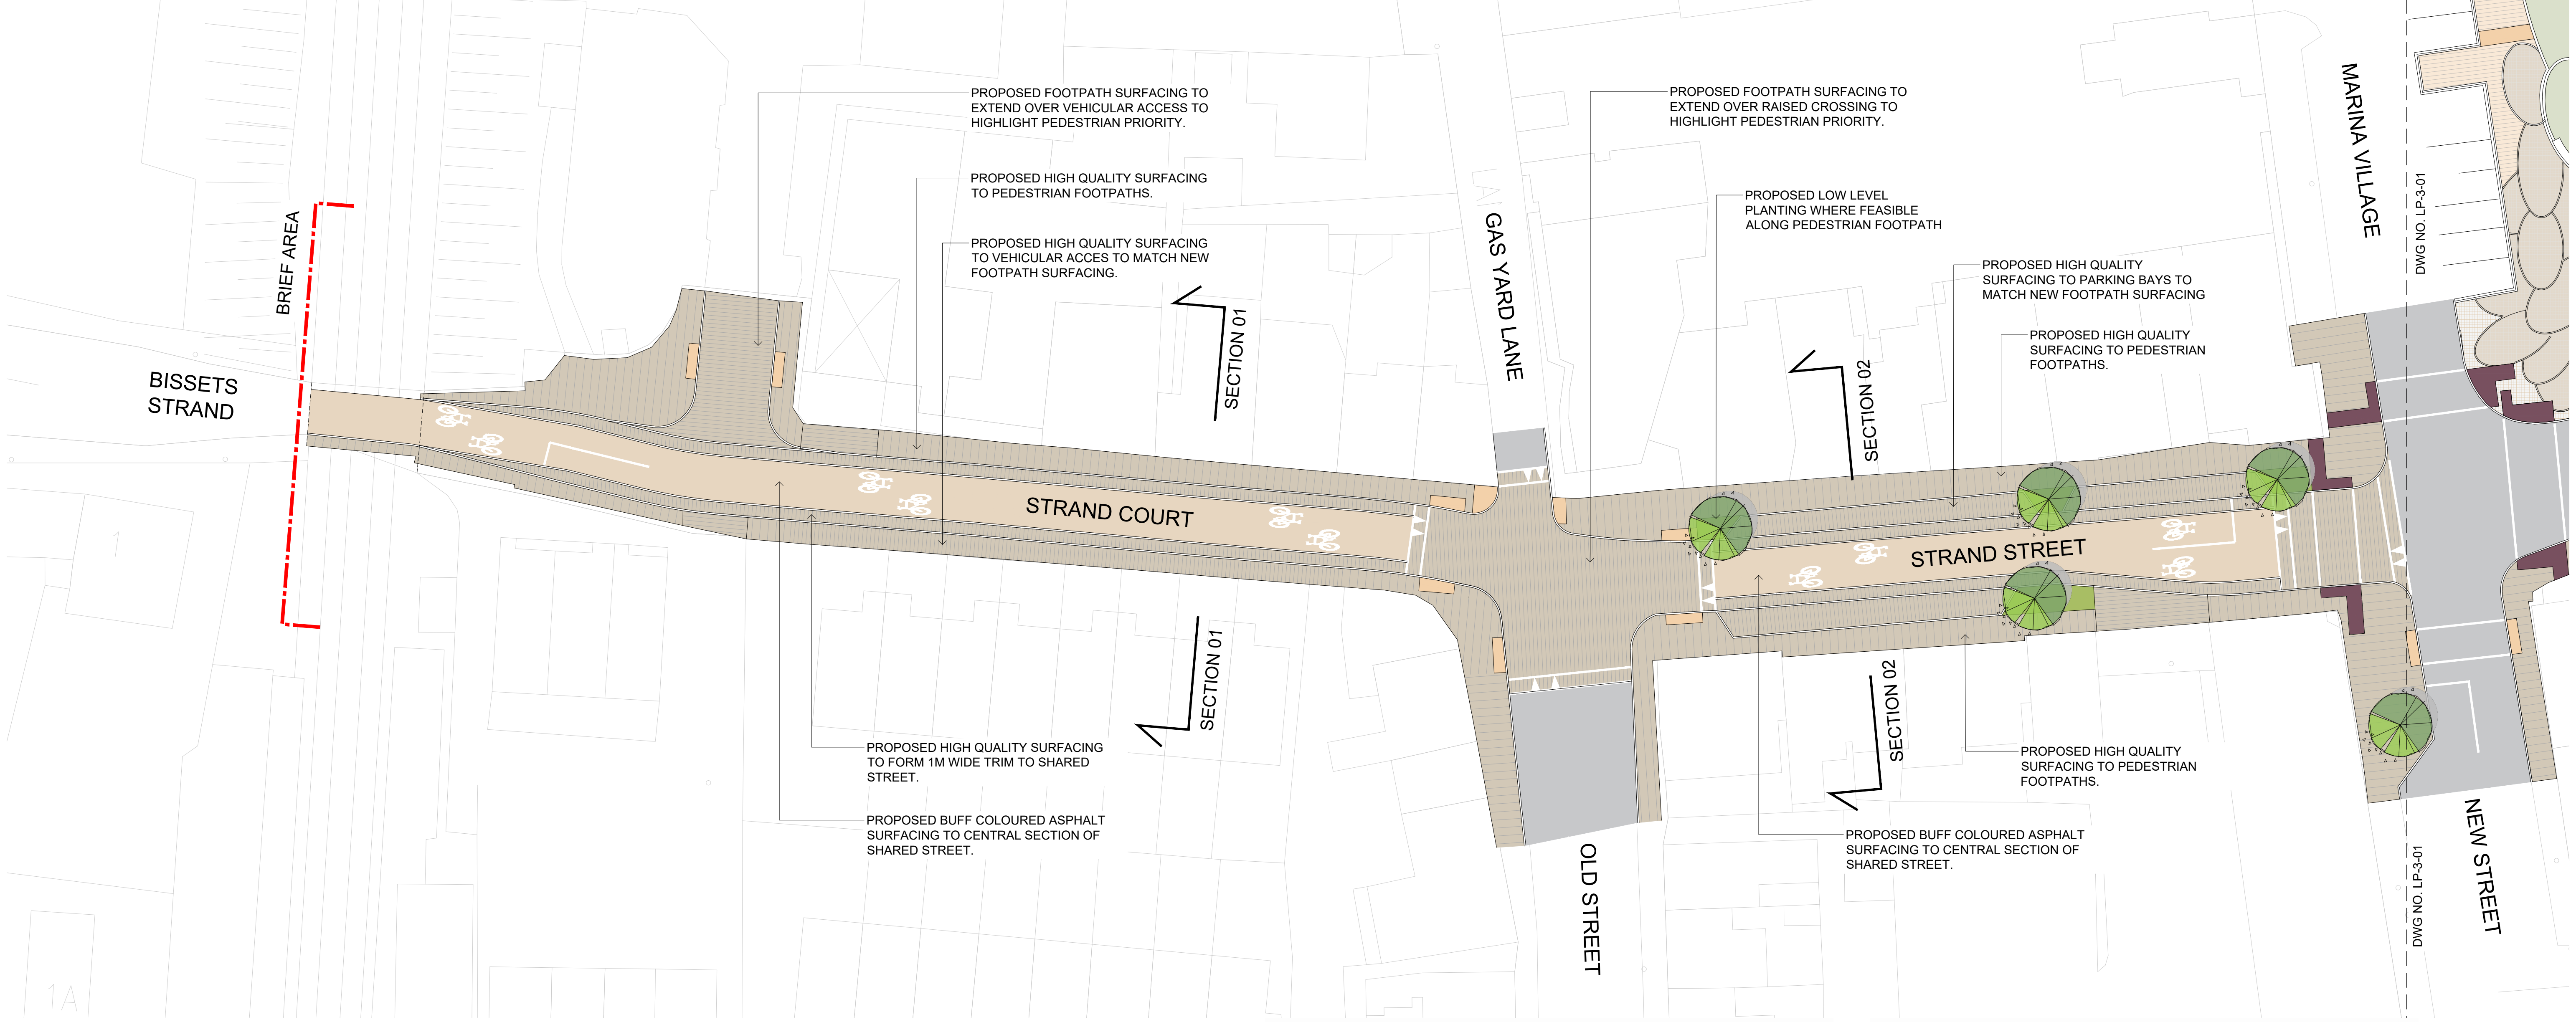 PROPOSED FOOTPATH SURFACING TO
EXTEND OVER VEHICULAR ACCESS TO
HIGHLIGHT PEDESTRIAN PRIORITY.
PROPOSED HIGH QUALITY SURFACING
TO PEDESTRIAN FOOTPATHS.
PROPOSED HIGH QUALITY SURFACING
TO VEHICULAR ACCES TO MATCH NEW
FOOTPATH SURFACING.
PROPOSED FOOTPATH SURFACING TO
EXTEND OVER RAISED CROSSING TO
HIGHLIGHT PEDESTRIAN PRIORITY.
PROPOSED LOW LEVEL
PLANTING WHERE FEASIBLE
ALONG PEDESTRIAN FOOTPATH
PROPOSED HIGH QUALITY
SURFACING TO PARKING BAYS TO
MATCH NEW FOOTPATH SURFACING
PROPOSED HIGH QUALITY
SURFACING TO PEDESTRIAN
FOOTPATHS.
MARINA VILLAGE
DWG NO. LP-3-01
BRIEF AREA
BISSETS
STRAND
GAS YARD LANE
SECTION 01
SECTION 02
STRAND COURT
STRAND STREET
1
SECTION 01
SECTION 02
PROPOSED HIGH QUALITY SURFACING
TO FORM 1M WIDE TRIM TO SHARED
STREET.
PROPOSED BUFF COLOURED ASPHALT
SURFACING TO CENTRAL SECTION OF
SHARED STREET.
PROPOSED HIGH QUALITY
SURFACING TO PEDESTRIAN
FOOTPATHS.
PROPOSED BUFF COLOURED ASPHALT
SURFACING TO CENTRAL SECTION OF
SHARED STREET.
OLD STREET
NEW STREET
DWG NO. LP-3-01
1A